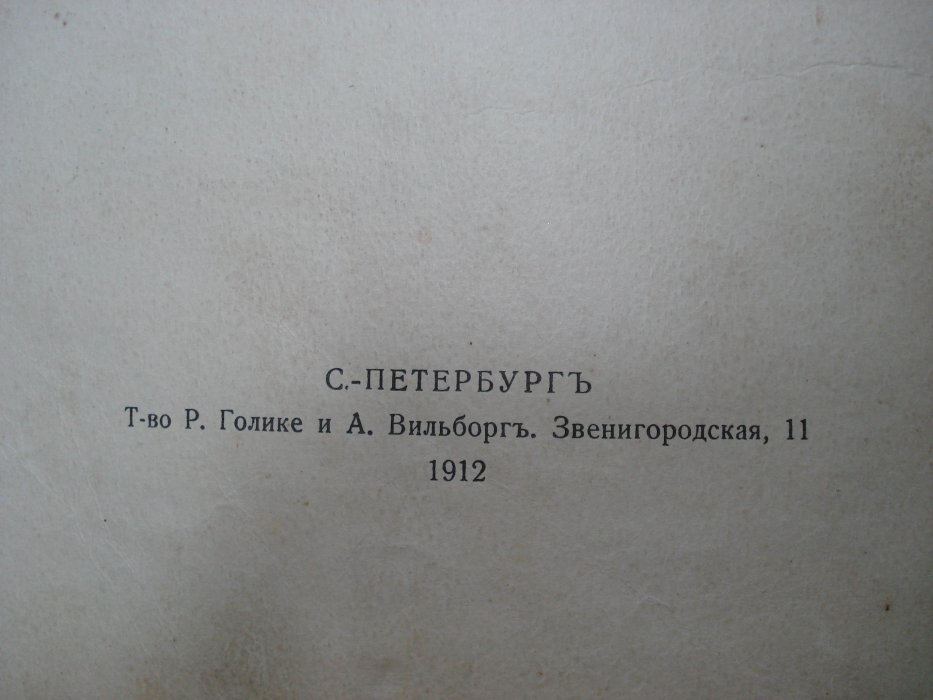 С.-ПЕТЕРБУРГЪ
Т-во Р. Голике и А. Вильборгъ. Звенигородская, 11
1912